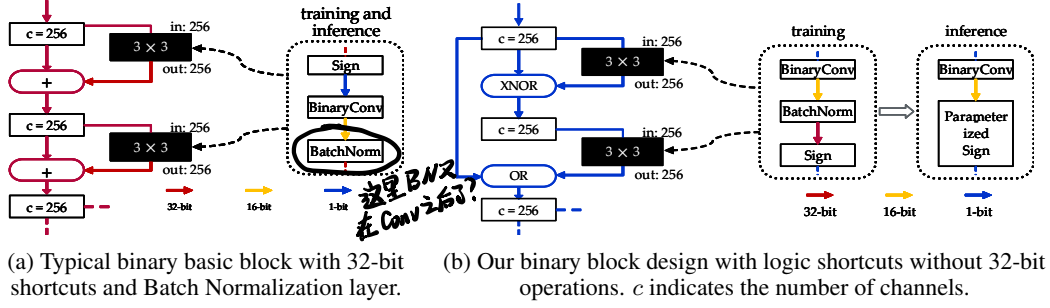 training and
inference
c = 256
in: 256
3 × 3
out: 256
+
c = 256
in: 256
3 × 3
out: 256
+
c = 256
Sign
BinaryConv
BatchNorm
这里BN又
在Conv之后了?
32-bit
16-bit
1-bit
(a) Typical binary basic block with 32-bit
shortcuts and Batch Normalization layer.
c = 256
in: 256
3 × 3
out: 256
XNOR
c = 256
in: 256
3 × 3
out: 256
OR
c = 256
training
BinaryConv
BatchNorm
Sign
inference
BinaryConv
Parameter
ized
Sign
32-bit
16-bit
1-bit
(b) Our binary block design with logic shortcuts without 32-bit
operations. c indicates the number of channels.